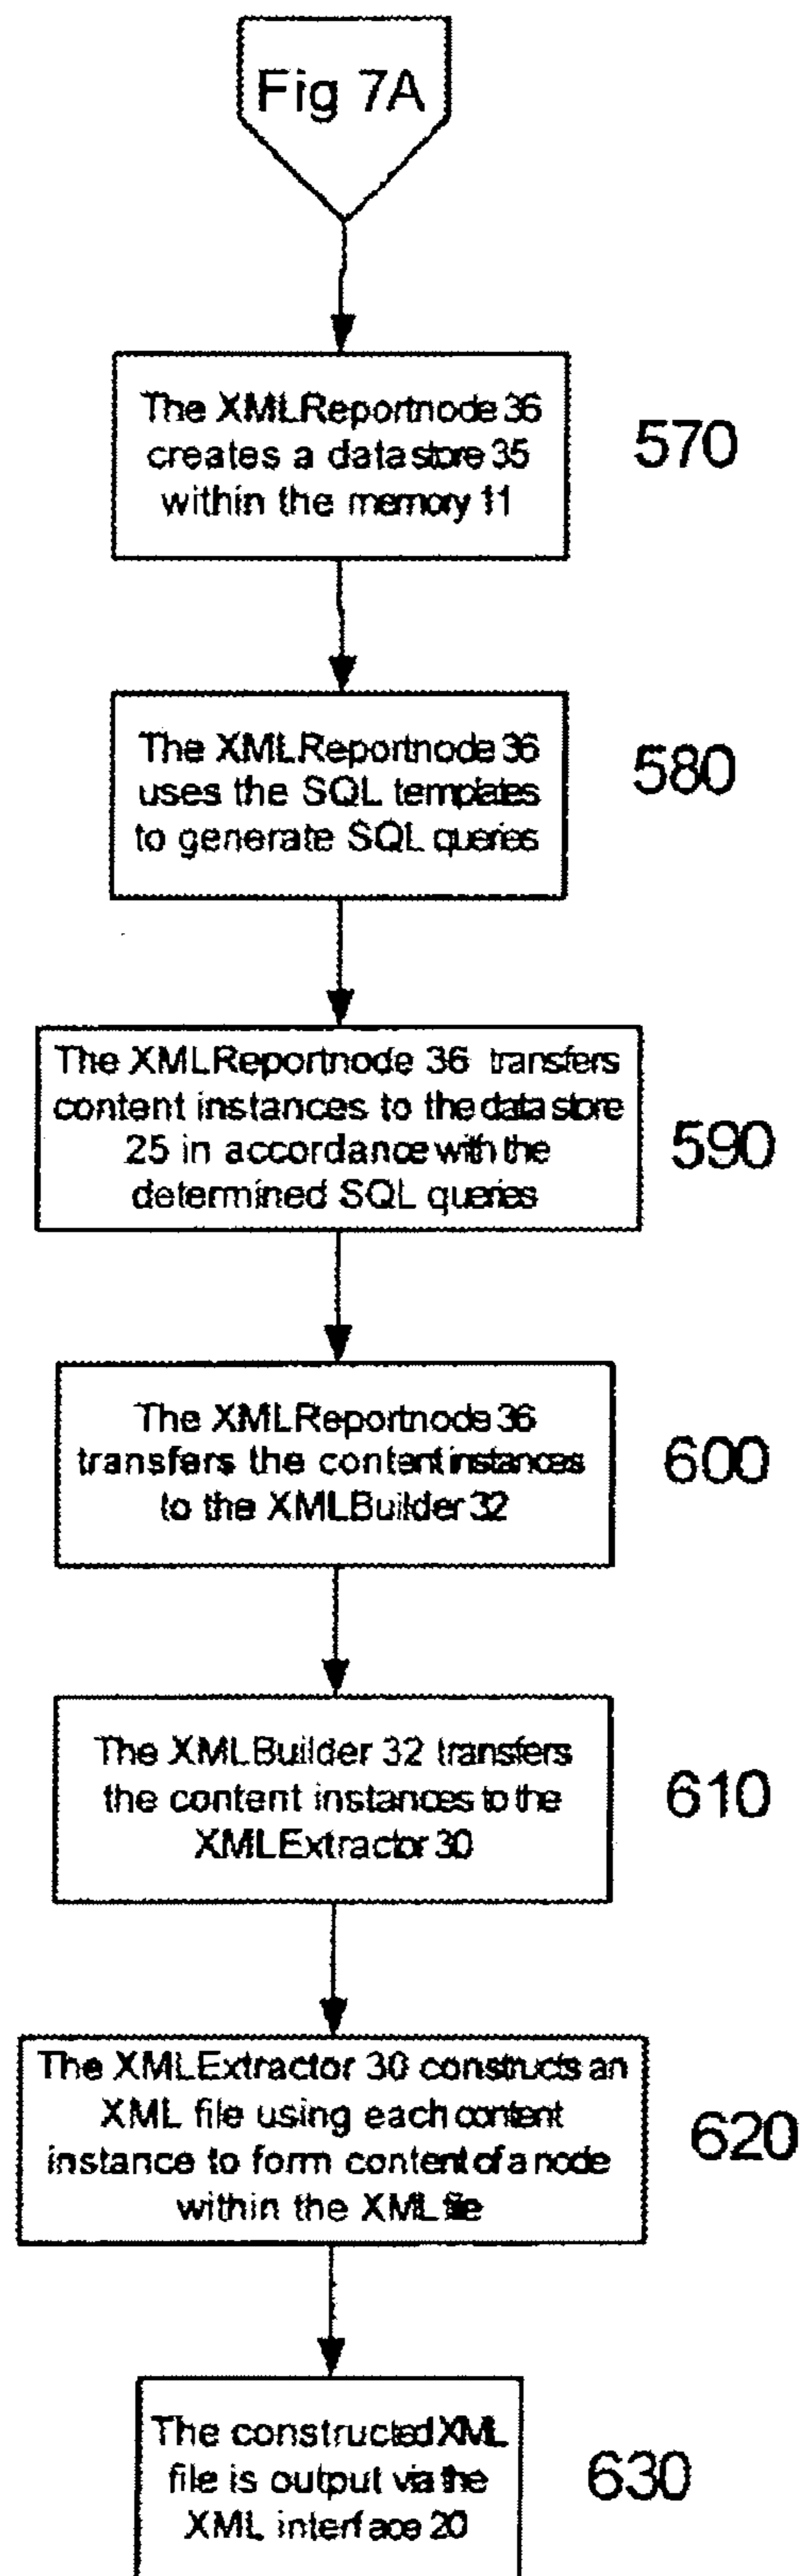 Fig 7A
The XMLReportnode 36
creates a data store 35
within the memory 11
570
The XMLReportnode 36
uses the SQL templates
to generate SQL queries
580
The XMLReportnode 36 transfers
content instances to the data store
25 in accordance with the
determined SQL queries
590
The XMLReportnode 36
transfers the content instances
to the XMLBuilder 32
600
The XMLBuilder 32 transfers
the content instances to the
XMLExtractor 30
610
The XMLExtractor 30 constructs an
XML file using each content
instance to form content of a node
within the XML file
620
The constructed XML
file is output via the
XML interface 20
630